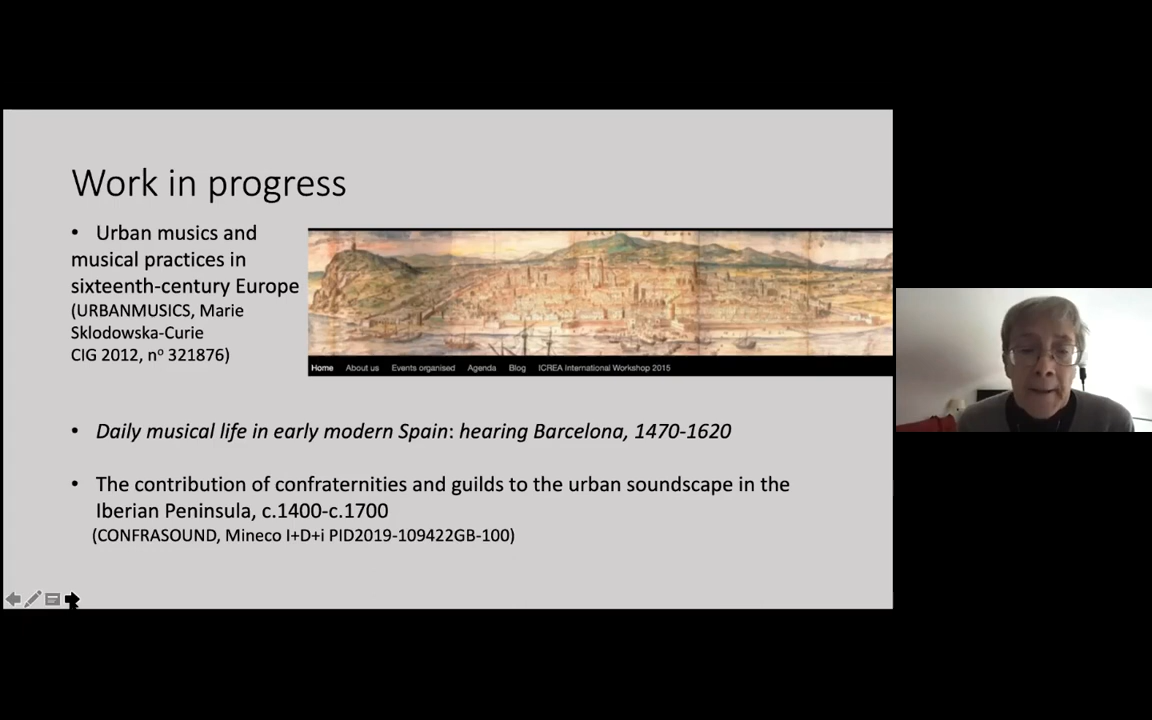 Work in progress
• Urban musics and
musical practices in
sixteenth-century Europe
(URBANMUSICS, Marie
Sklodowska-Curie
CIG 2012, nº 321876)
Home About us Events organised Agenda Blog ICREA International Workshop 2015
• Daily musical life in early modern Spain: hearing Barcelona, 1470-1620
• The contribution of confraternities and guilds to the urban soundscape in the
Iberian Peninsula, c.1400-c.1700
(CONFRASOUND, Mineco I+D+i PID2019-109422GB-100)